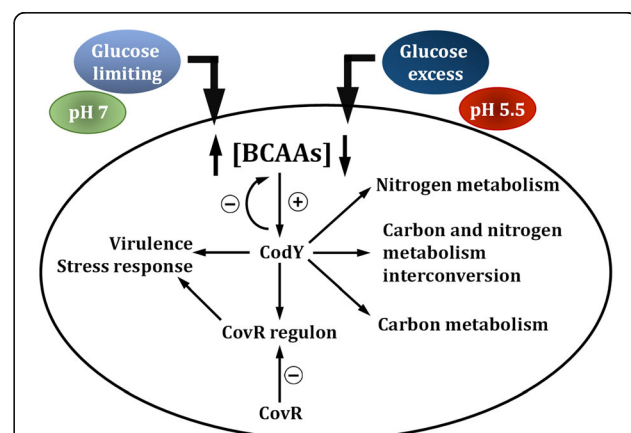 Glucose
limiting
pH 7
Glucose
excess
pH 5.5
[BCAAs]
−
+
Nitrogen metabolism
Virulence
Stress response
CodY
Carbon and nitrogen
metabolism
interconversion
CovR regulon
Carbon metabolism
−
CovR